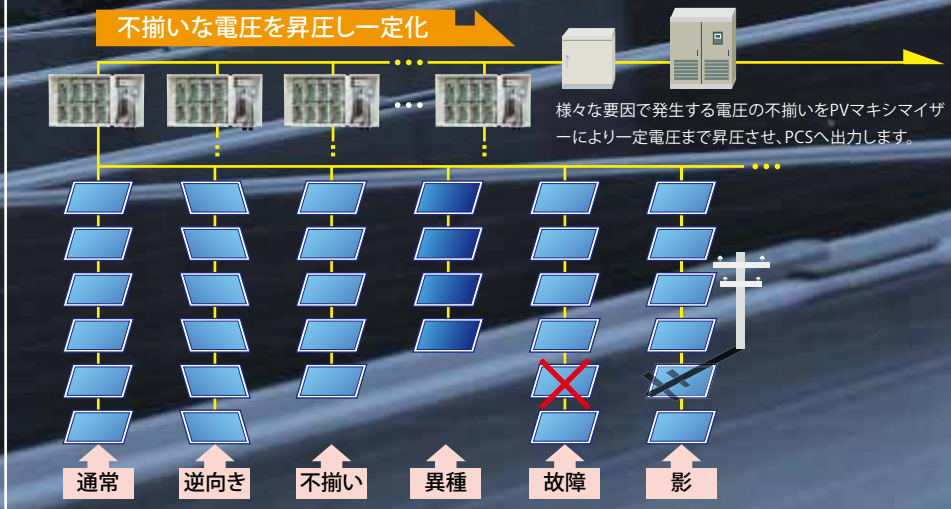 不揃いな電圧を昇圧し一定化
様々な要因で発生する電圧の不揃いをPVマキシマイザ
ーにより一定電圧まで昇圧させ、PCSへ出力します。
通常
逆向き
不揃い
異種
故障
影